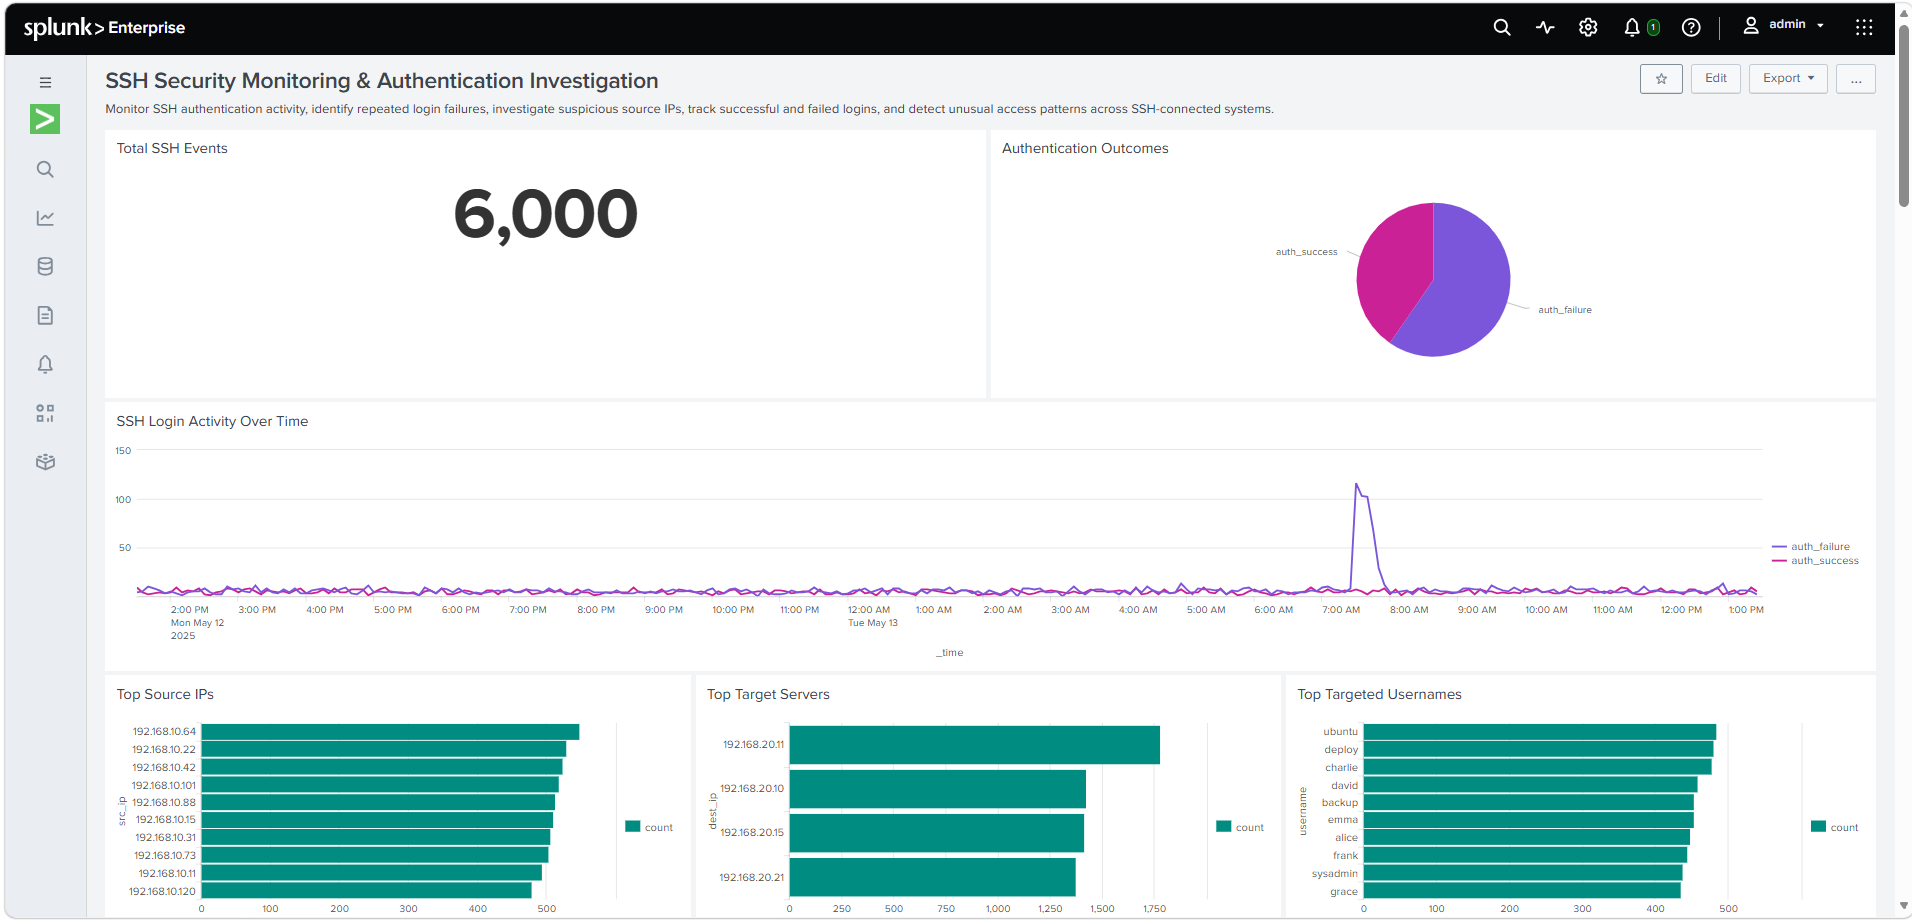 splunk> Enterprise
1
admin
SSH Security Monitoring & Authentication Investigation
Edit
Export
...
Monitor SSH authentication activity, identify repeated login failures, investigate suspicious source IPs, track successful and failed logins, and detect unusual access patterns across SSH-connected systems.
Total SSH Events
6,000
Authentication Outcomes
auth_success
auth_failure
SSH Login Activity Over Time
150
100
50
auth_failure
auth_success
2:00 PM 3:00 PM 4:00 PM 5:00 PM 6:00 PM 7:00 PM 8:00 PM 9:00 PM 10:00 PM 11:00 PM 12:00 AM 1:00 AM 2:00 AM 3:00 AM 4:00 AM 5:00 AM 6:00 AM 7:00 AM 8:00 AM 9:00 AM 10:00 AM 11:00 AM 12:00 PM 1:00 PM
Mon May 12 Tue May 13
2025
_time
Top Source IPs
src_ip
192.168.10.64
192.168.10.22
192.168.10.42
192.168.10.101
192.168.10.88
192.168.10.15
192.168.10.31
192.168.10.73
192.168.10.11
192.168.10.120
0 100 200 300 400 500
count
Top Target Servers
dest_ip
192.168.20.11
192.168.20.10
192.168.20.15
192.168.20.21
0 250 500 750 1,000 1,250 1,500 1,750
count
Top Targeted Usernames
username
ubuntu
deploy
charlie
david
backup
emma
alice
frank
sysadmin
grace
0 100 200 300 400 500
count